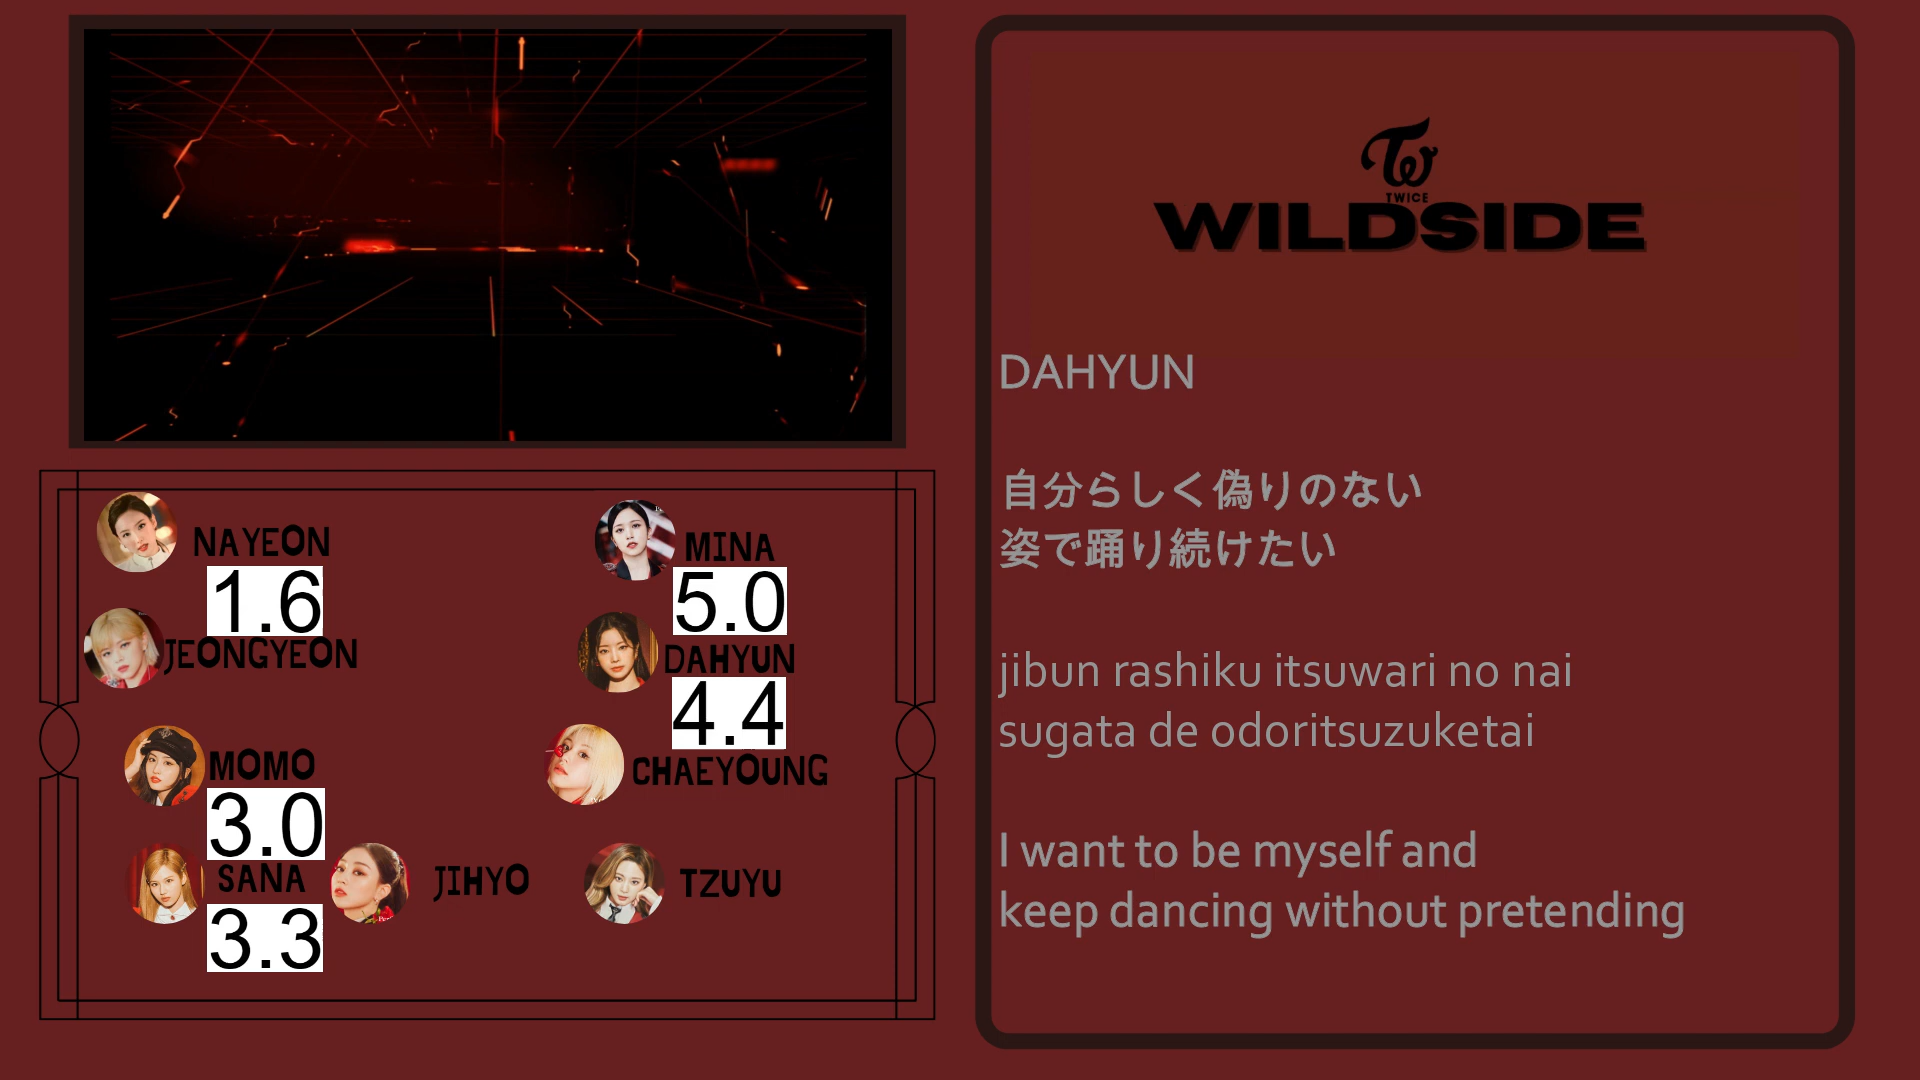 TWICE
WILDSIDE
NAYEON
1.6
JEONGYEON
MOMO
3.0
SANA
3.3
JIHYO
MINA
5.0
DAHYUN
4.4
CHAEYOUNG
TZUYU
DAHYUN
自分らしく偽りのない
姿で踊り続けたい
jibun rashiku itsuwari no nai
sugata de odoritsuzuketai
I want to be myself and
keep dancing without pretending